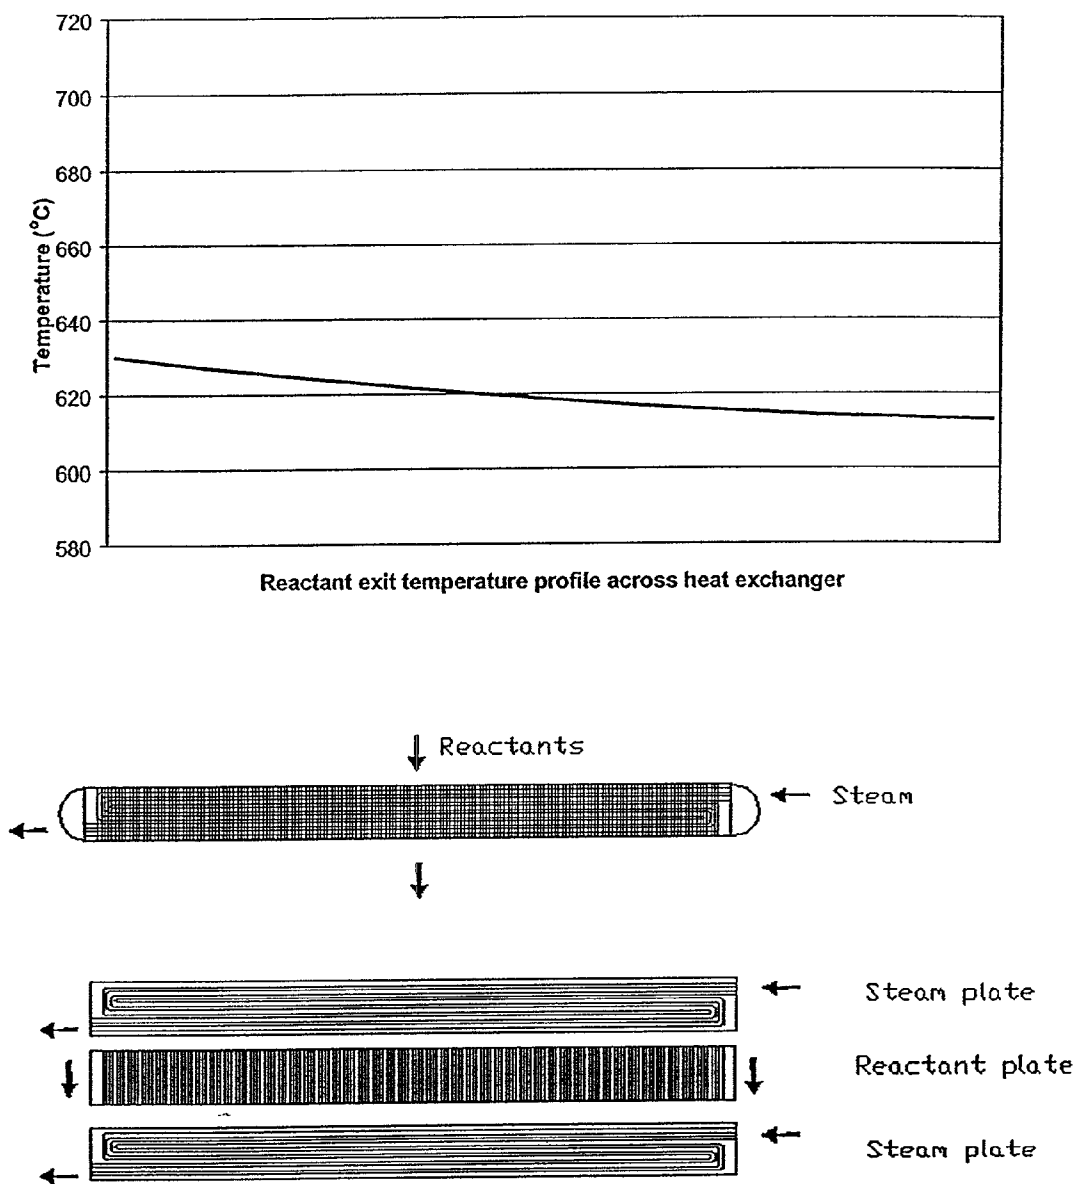 720
700
680
660
640
620
600
580
Temperature (°C)
Reactant exit temperature profile across heat exchanger
Reactants
Steam
Steam plate
Reactant plate
Steam plate